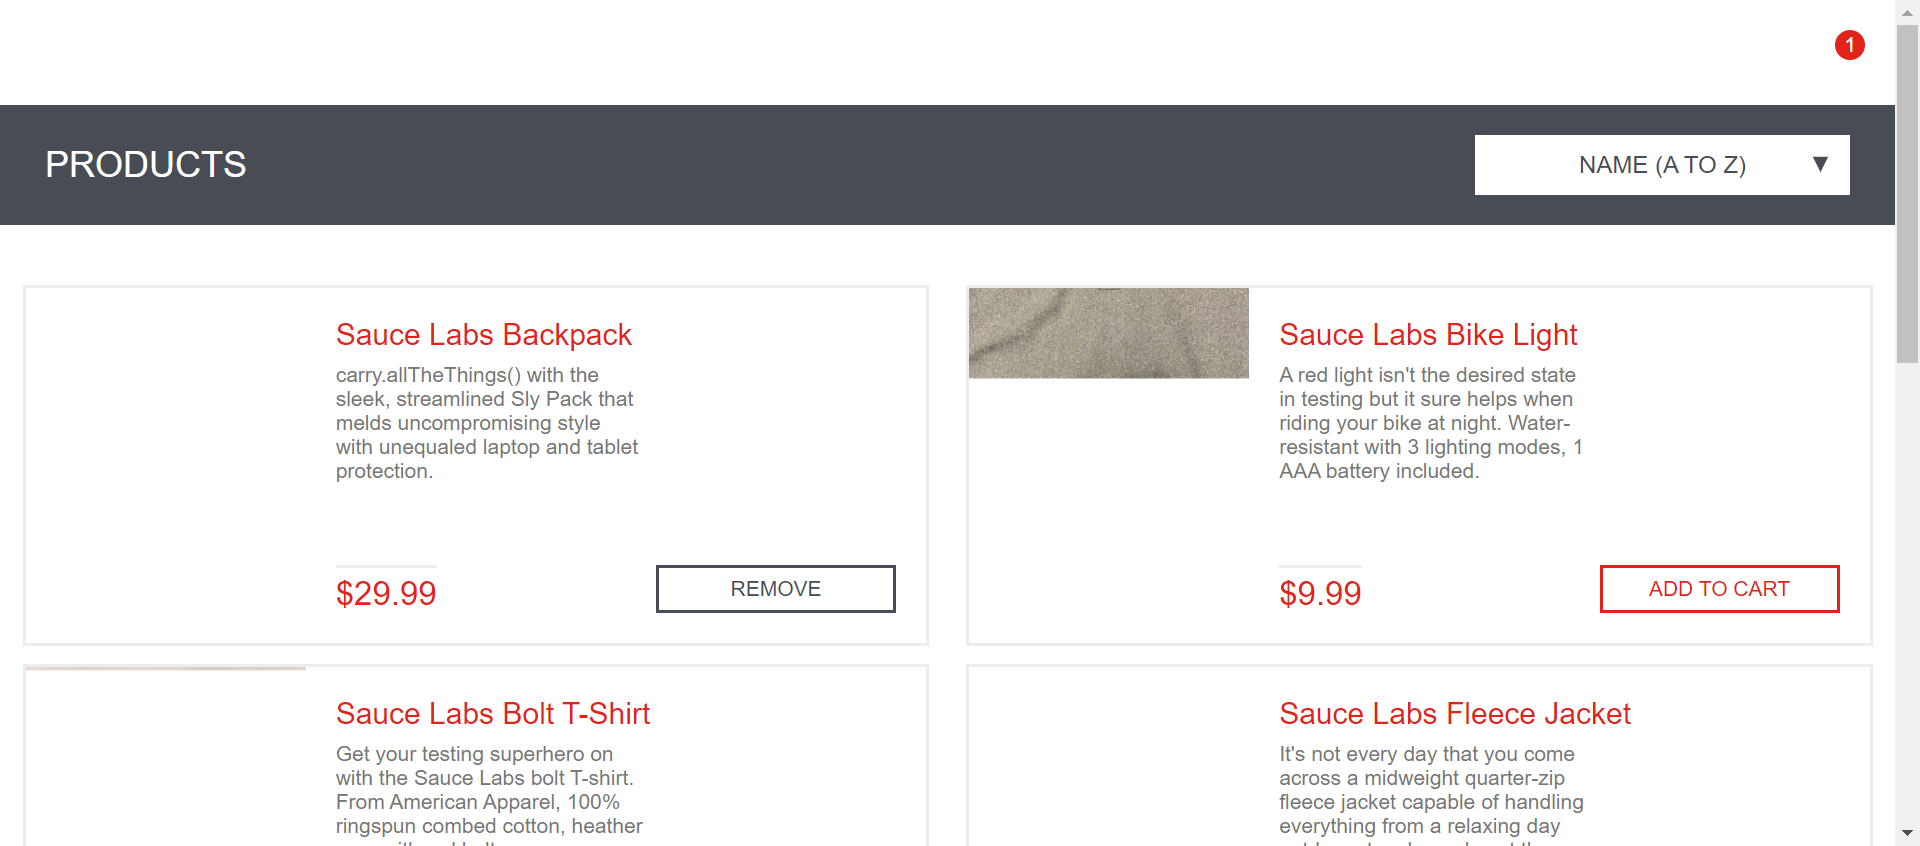 1
PRODUCTS
NAME (A TO Z) ▼
Sauce Labs Backpack
carry.allTheThings() with the
sleek, streamlined Sly Pack that
melds uncompromising style
with unequaled laptop and tablet
protection.
$29.99
REMOVE
Sauce Labs Bike Light
A red light isn't the desired state
in testing but it sure helps when
riding your bike at night. Water-
resistant with 3 lighting modes, 1
AAA battery included.
$9.99
ADD TO CART
Sauce Labs Bolt T-Shirt
Get your testing superhero on
with the Sauce Labs bolt T-shirt.
From American Apparel, 100%
ringspun combed cotton, heather
Sauce Labs Fleece Jacket
It's not every day that you come
across a midweight quarter-zip
fleece jacket capable of handling
everything from a relaxing day